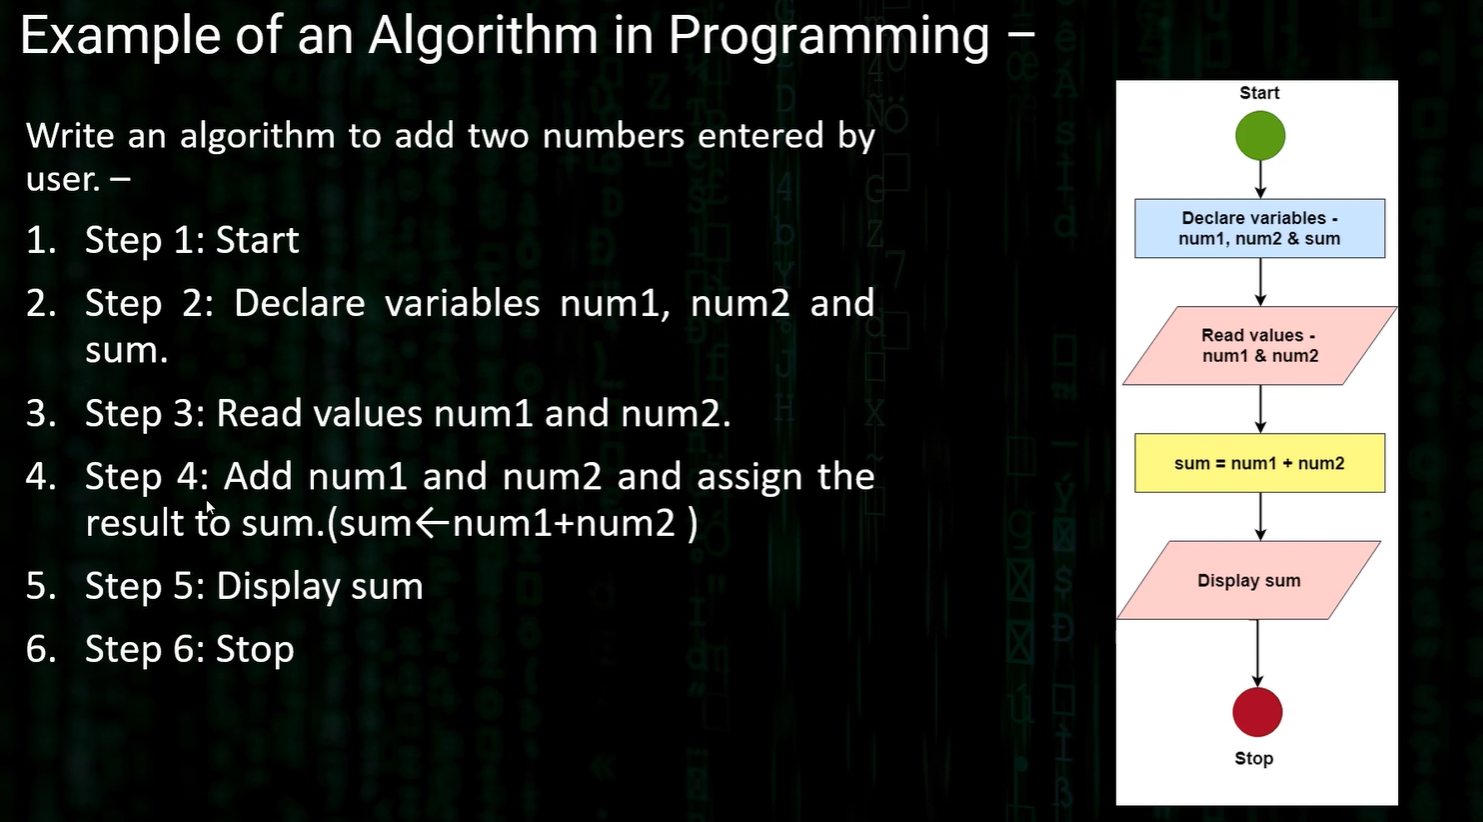 Example of an Algorithm in Programming –
Write an algorithm to add two numbers entered by
user. –
1. Step 1: Start
2. Step 2: Declare variables num1, num2 and
sum.
3. Step 3: Read values num1 and num2.
4. Step 4: Add num1 and num2 and assign the
result to sum.(sum←num1+num2 )
5. Step 5: Display sum
6. Step 6: Stop
Start
Declare variables -
num1, num2 & sum
Read values -
num1 & num2
sum = num1 + num2
Display sum
Stop